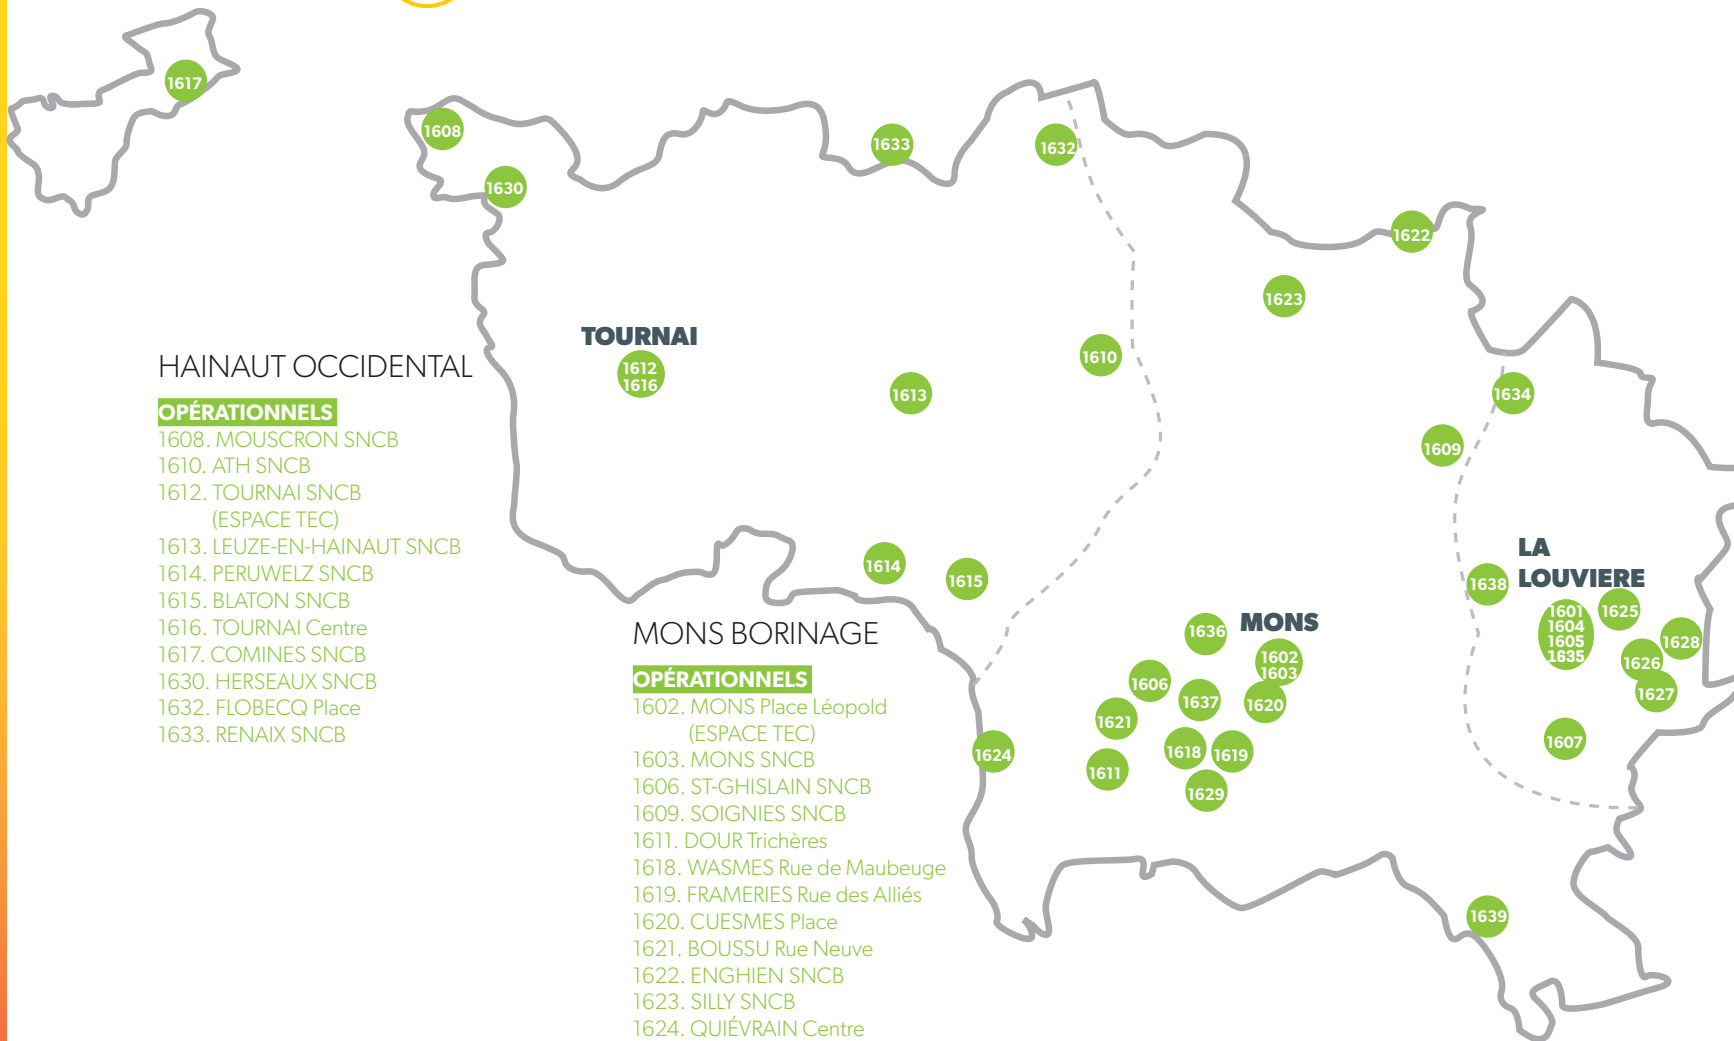 1617
1608
1630
1633
1632
1622
1623
TOURNAI
1612
1616
1613
1610
1634
1609
HAINAUT OCCIDENTAL
OPÉRATIONNELS
1608. MOUSCRON SNCB
1610. ATH SNCB
1612. TOURNAI SNCB
(ESPACE TEC)
1613. LEUZE-EN-HAINAUT SNCB
1614. PERUWELZ SNCB
1615. BLATON SNCB
1616. TOURNAI Centre
1617. COMINES SNCB
1630. HERSEAUX SNCB
1632. FLOBECQ Place
1633. RENAIX SNCB
1614
1615
LA
LOUVIERE
1638
1601
1604
1605
1635
1625
1628
1626
1627
1607
MONS
1636
1602
1603
1606
1637
1620
1621
1618
1619
1611
1629
1624
1639
MONS BORINAGE
OPÉRATIONNELS
1602. MONS Place Léopold
(ESPACE TEC)
1603. MONS SNCB
1606. ST-GHISLAIN SNCB
1609. SOIGNIES SNCB
1611. DOUR Trichères
1618. WASMES Rue de Maubeuge
1619. FRAMERIES Rue des Alliés
1620. CUESMES Place
1621. BOUSSU Rue Neuve
1622. ENGHIEN SNCB
1623. SILLY SNCB
1624. QUIÉVRAIN Centre